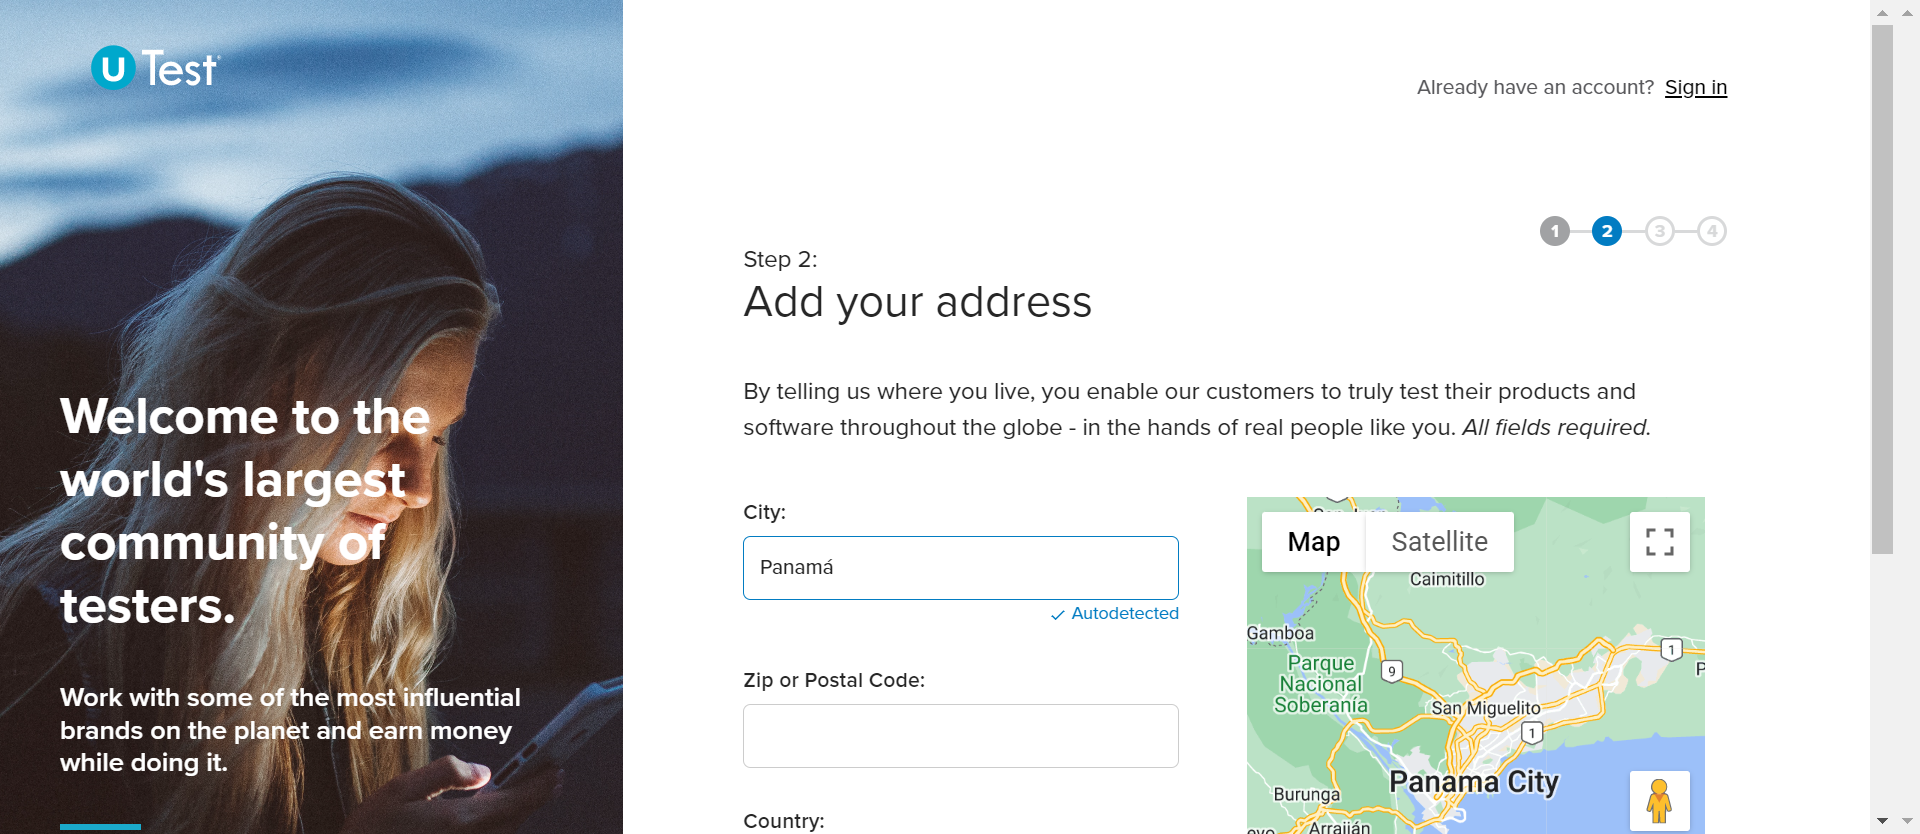 u Test
Already have an account? Sign in
1 2 3 4
Step 2:
Add your address
By telling us where you live, you enable our customers to truly test their products and
software throughout the globe - in the hands of real people like you. All fields required.
Welcome to the
world's largest
community of
testers.
Work with some of the most influential
brands on the planet and earn money
while doing it.
City:
Panamá
Autodetected
Zip or Postal Code:
Country:
Map Satellite
Caimitillo
Gamboa
1
Parque
Nacional
Soberanía
9
San Miguelito
1
Panama City
Burunga
Arraiján